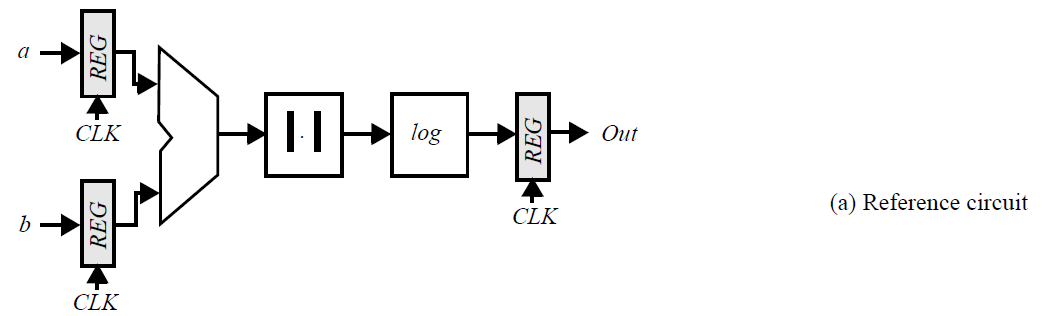 a
REG
CLK
b
REG
CLK
| . |
log
REG
CLK
Out
(a) Reference circuit